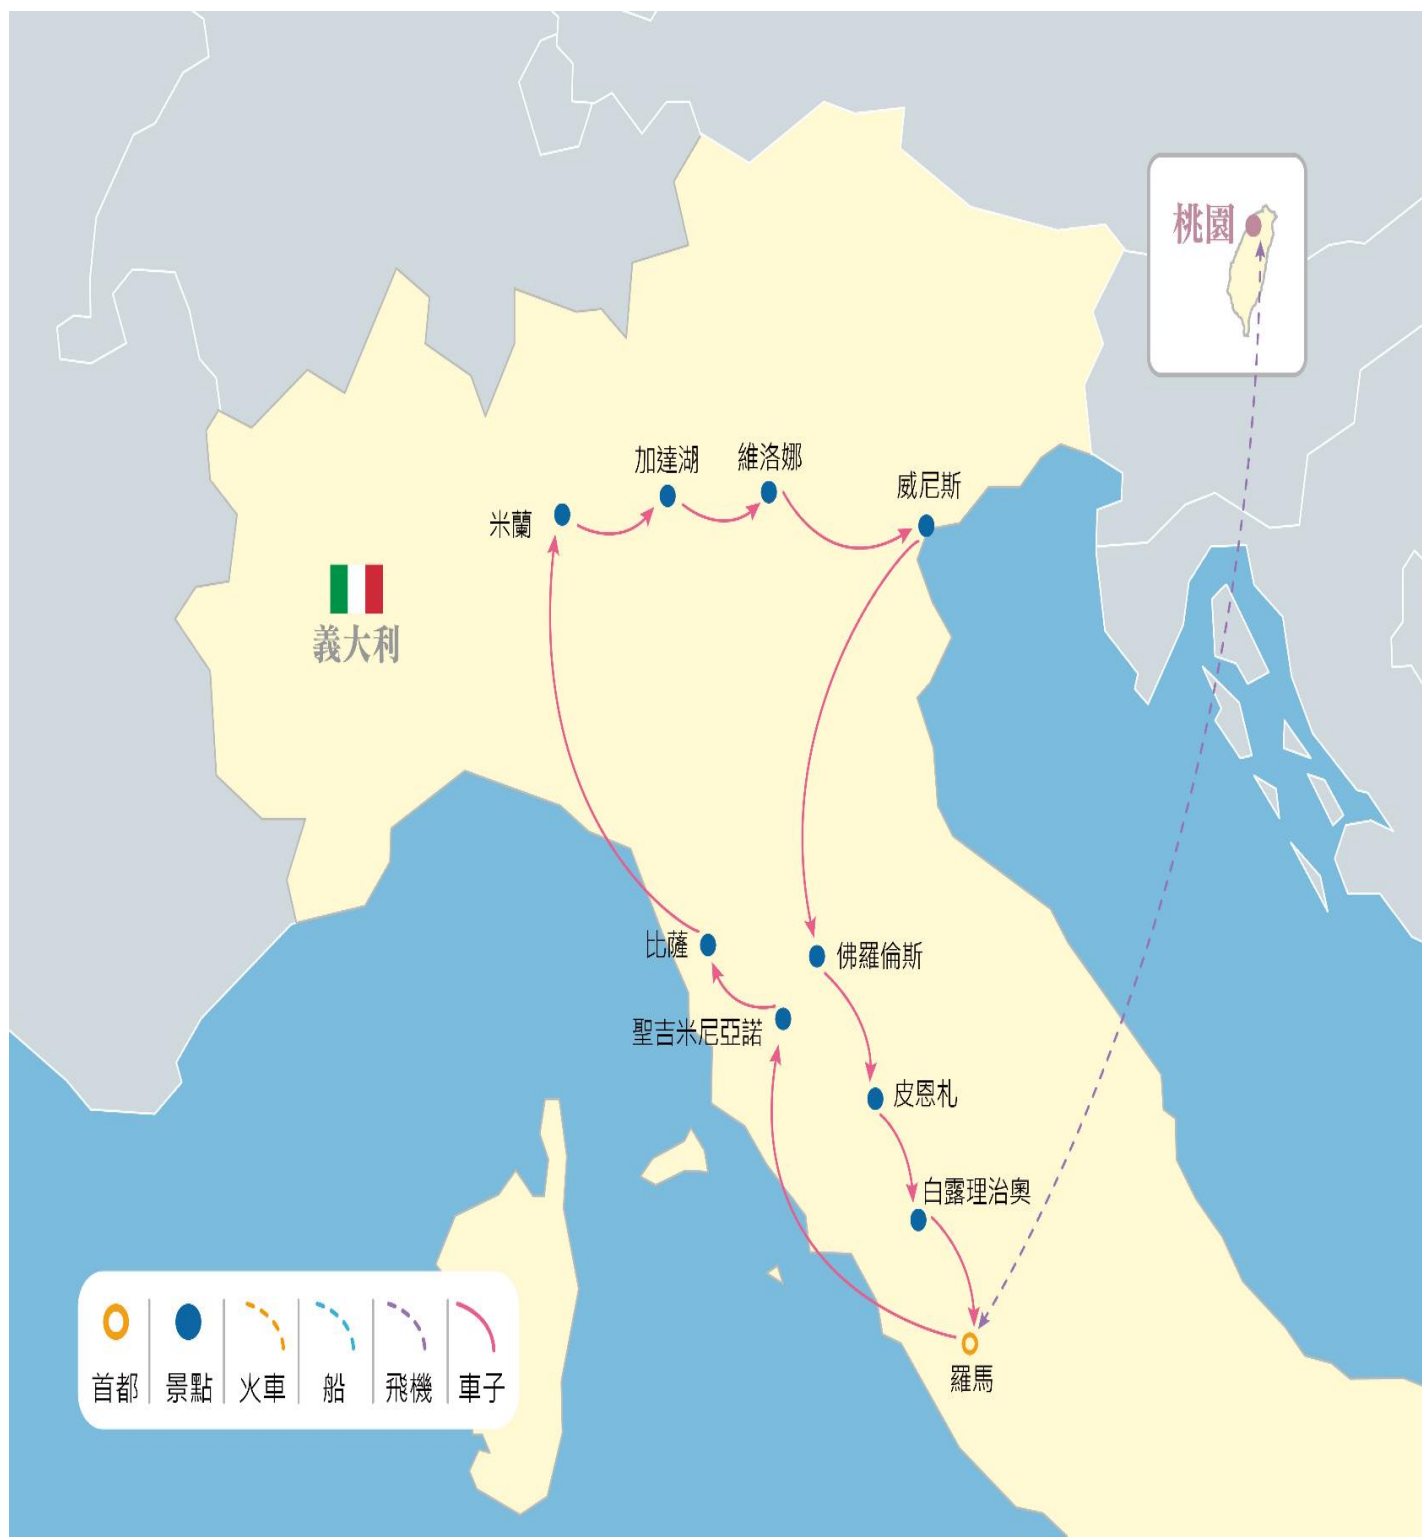 桃園
加達湖
維洛娜
威尼斯
米蘭
義大利
比薩
佛羅倫斯
聖吉米尼亞諾
皮恩札
白露理治奧
羅馬
首都
景點
火車
船
飛機
車子